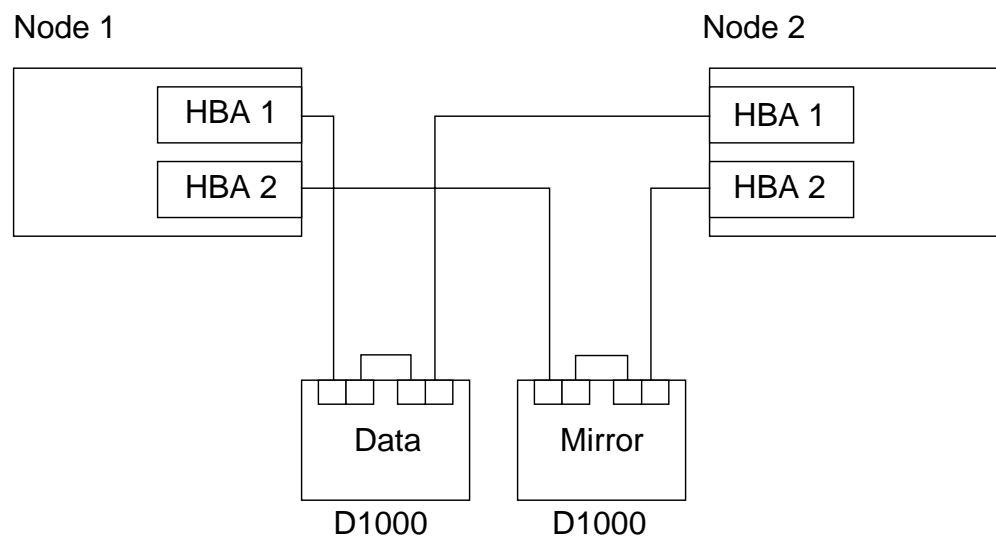 Node 1
Node 2
HBA 1
HBA 1
HBA 2
HBA 2
Data
Mirror
D1000
D1000